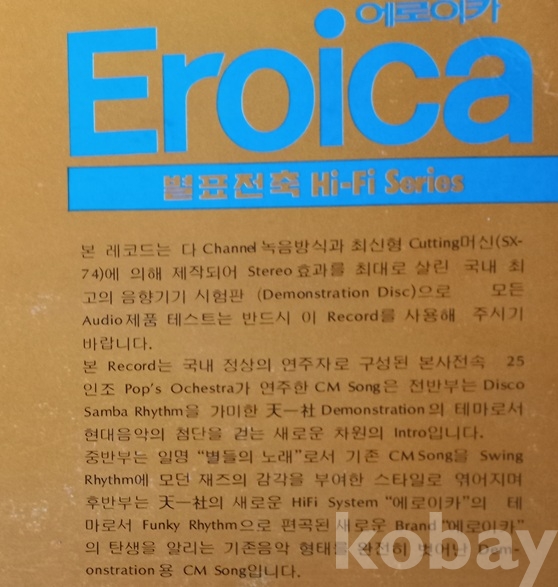 에로이카
Eroica
별표전축 Hi-Fi Series
본 레코드는 다 Channel 녹음방식과 최신형 Cutting머신(SX-
74)에 의해 제작되어 Stereo 효과를 최대로 살린 국내 최
고의 음향기기 시험판 (Demonstration Disc)으로 모든
Audio제품 테스트는 반드시 이 Record를 사용해 주시기
바랍니다.
본 Record는 국내 정상의 연주자로 구성된 본사전속 25
인조 Pop's Ochestra가 연주한 CM Song은 전반부는 Disco
Samba Rhythm을 가미한 天一社 Demonstration의 테마로서
현대음악의 첨단을 걷는 새로운 차원의 Intro입니다.
중반부는 일명 "별들의 노래"로서 기존 CM Song을 Swing
Rhythm에 모던 재즈의 감각을 부여한 스타일로 엮어지며
후반부는 天一社의 새로운 HiFi System "에로이카"의 테
마로서 Funky Rhythm으로 편곡된 새로운 Brand "에로이카"
의 탄생을 알리는 기존음악 형태를 완전히 벗어난 Dem-
onstration용 CM Song입니다.
kobay